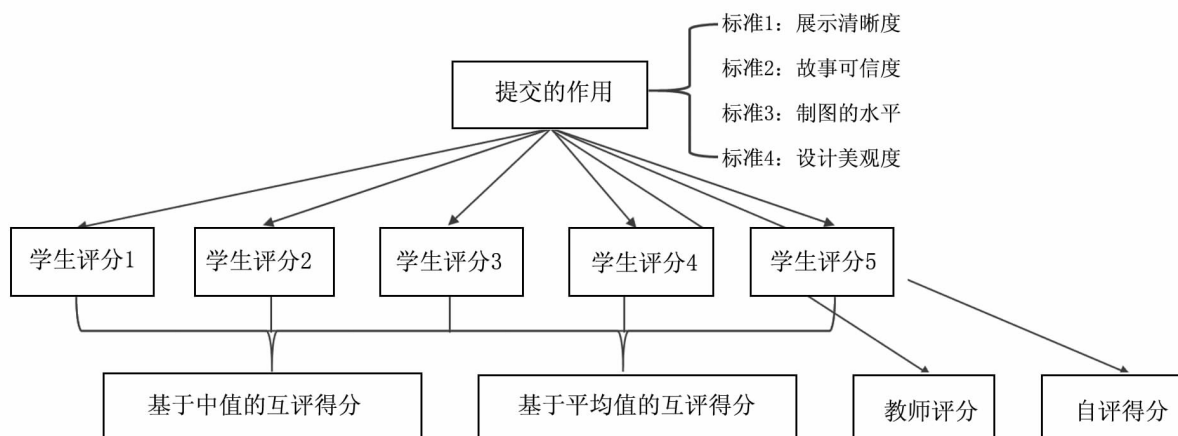 标准1：展示清晰度
标准2：故事可信度
提交的作用
标准3：制图的水平
标准4：设计美观度
学生评分1
学生评分2
学生评分3
学生评分4
学生评分5
基于中值的互评得分
基于平均值的互评得分
教师评分
自评得分